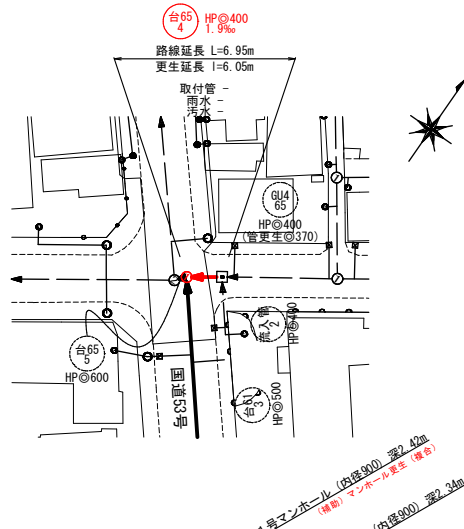 台65
4
HP◎400
1.9‰
路線延長 L=6.95m
更生延長 l=6.05m
取付管 -
雨水 -
汚水 -
GU4
65
HP◎400
(管更生◎370)
台65
5
HP◎600
国道53号
流入管
2
HP◎400
台61
3
HP◎500
1号マンホール (内径900) 深2.42m
(補助) マンホール更生 (複合)
(内径900) 深2.34m